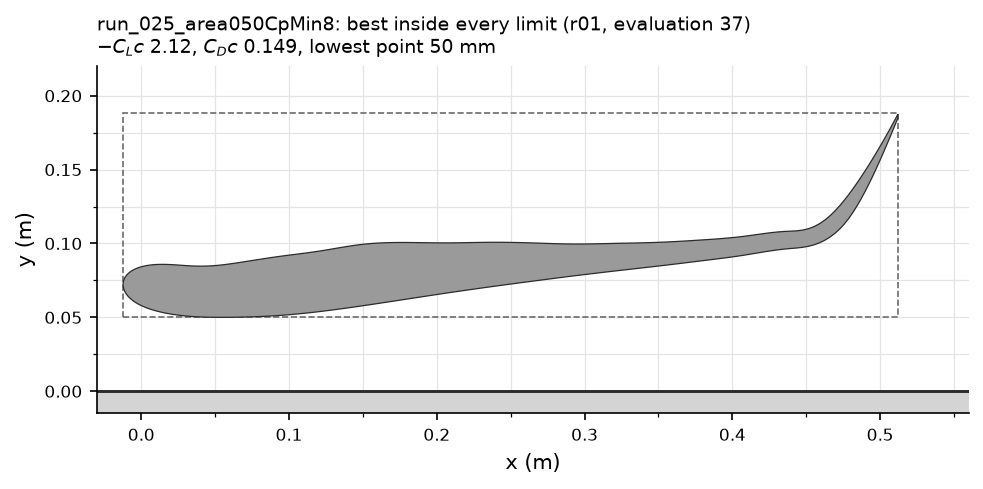 run_025_area050CpMin8: best inside every limit (r01, evaluation 37)
−C_Lc 2.12, C_Dc 0.149, lowest point 50 mm
0.20
0.15
0.10
0.05
0.00
y (m)
0.0 0.1 0.2 0.3 0.4 0.5
x (m)